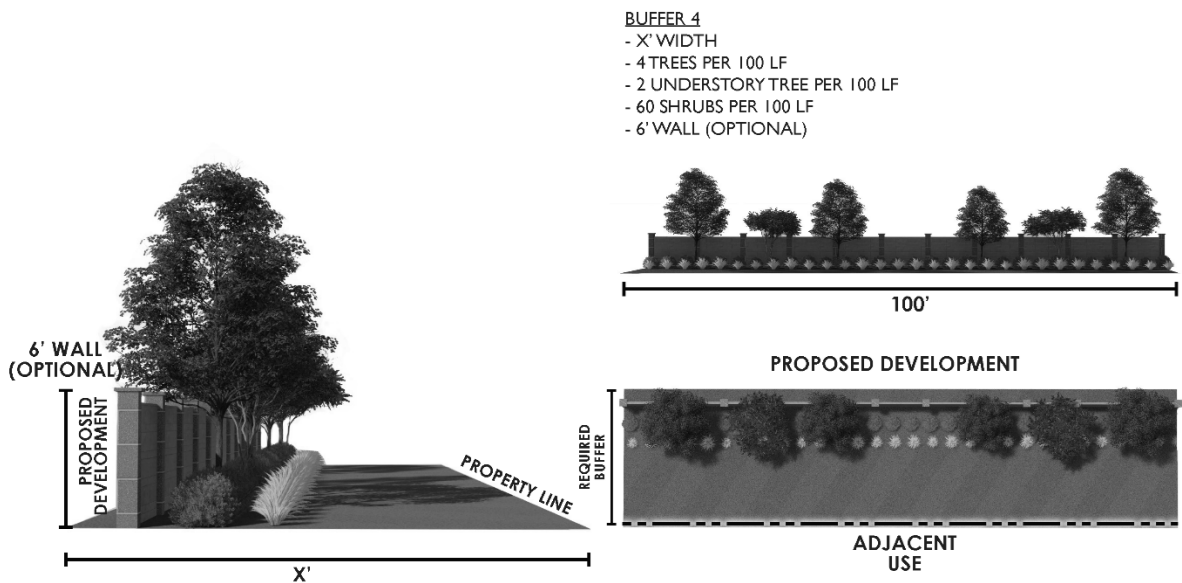 BUFFER 4
- X' WIDTH
- 4 TREES PER 100 LF
- 2 UNDERSTORY TREE PER 100 LF
- 60 SHRUBS PER 100 LF
- 6' WALL (OPTIONAL)
100'
6' WALL
(OPTIONAL)
PROPOSED
DEVELOPMENT
PROPERTY LINE
X'
PROPOSED DEVELOPMENT
REQUIRED
BUFFER
ADJACENT
USE